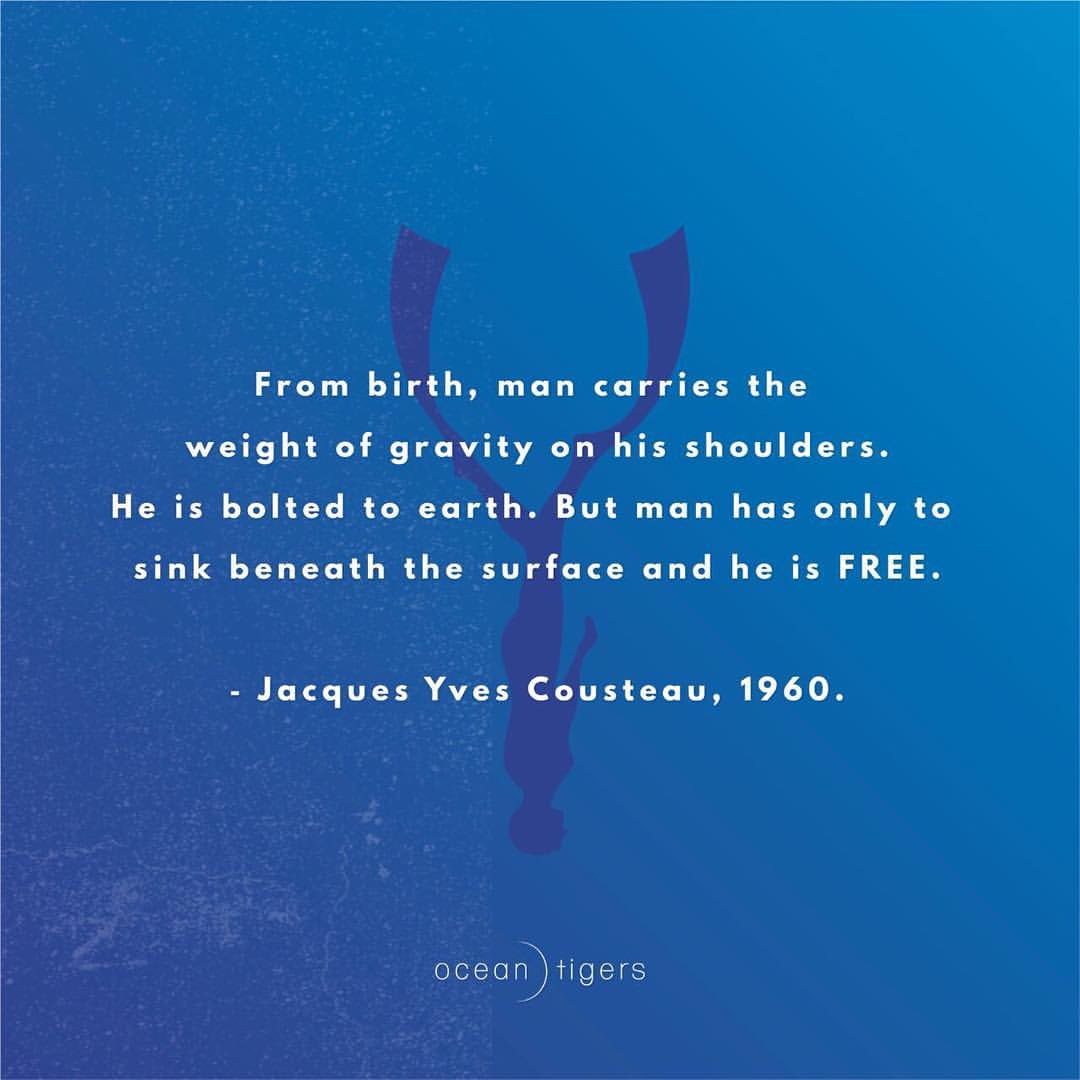 From birth, man carries the
weight of gravity on his shoulders.
He is bolted to earth. But man has only to
sink beneath the surface and he is FREE.
- Jacques Yves Cousteau, 1960.
ocean tigers